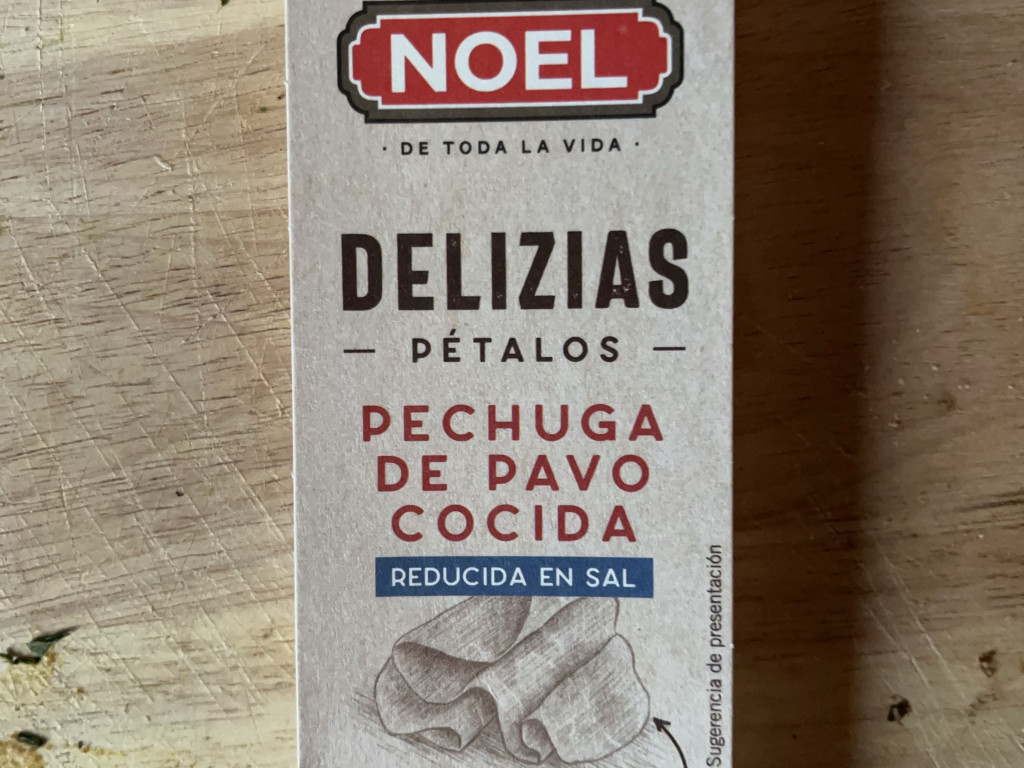 NOEL
· DE TODA LA VIDA ·
DELIZIAS
— PÉTALOS —
PECHUGA
DE PAVO
COCIDA
REDUCIDA EN SAL
Sugerencia de presentación